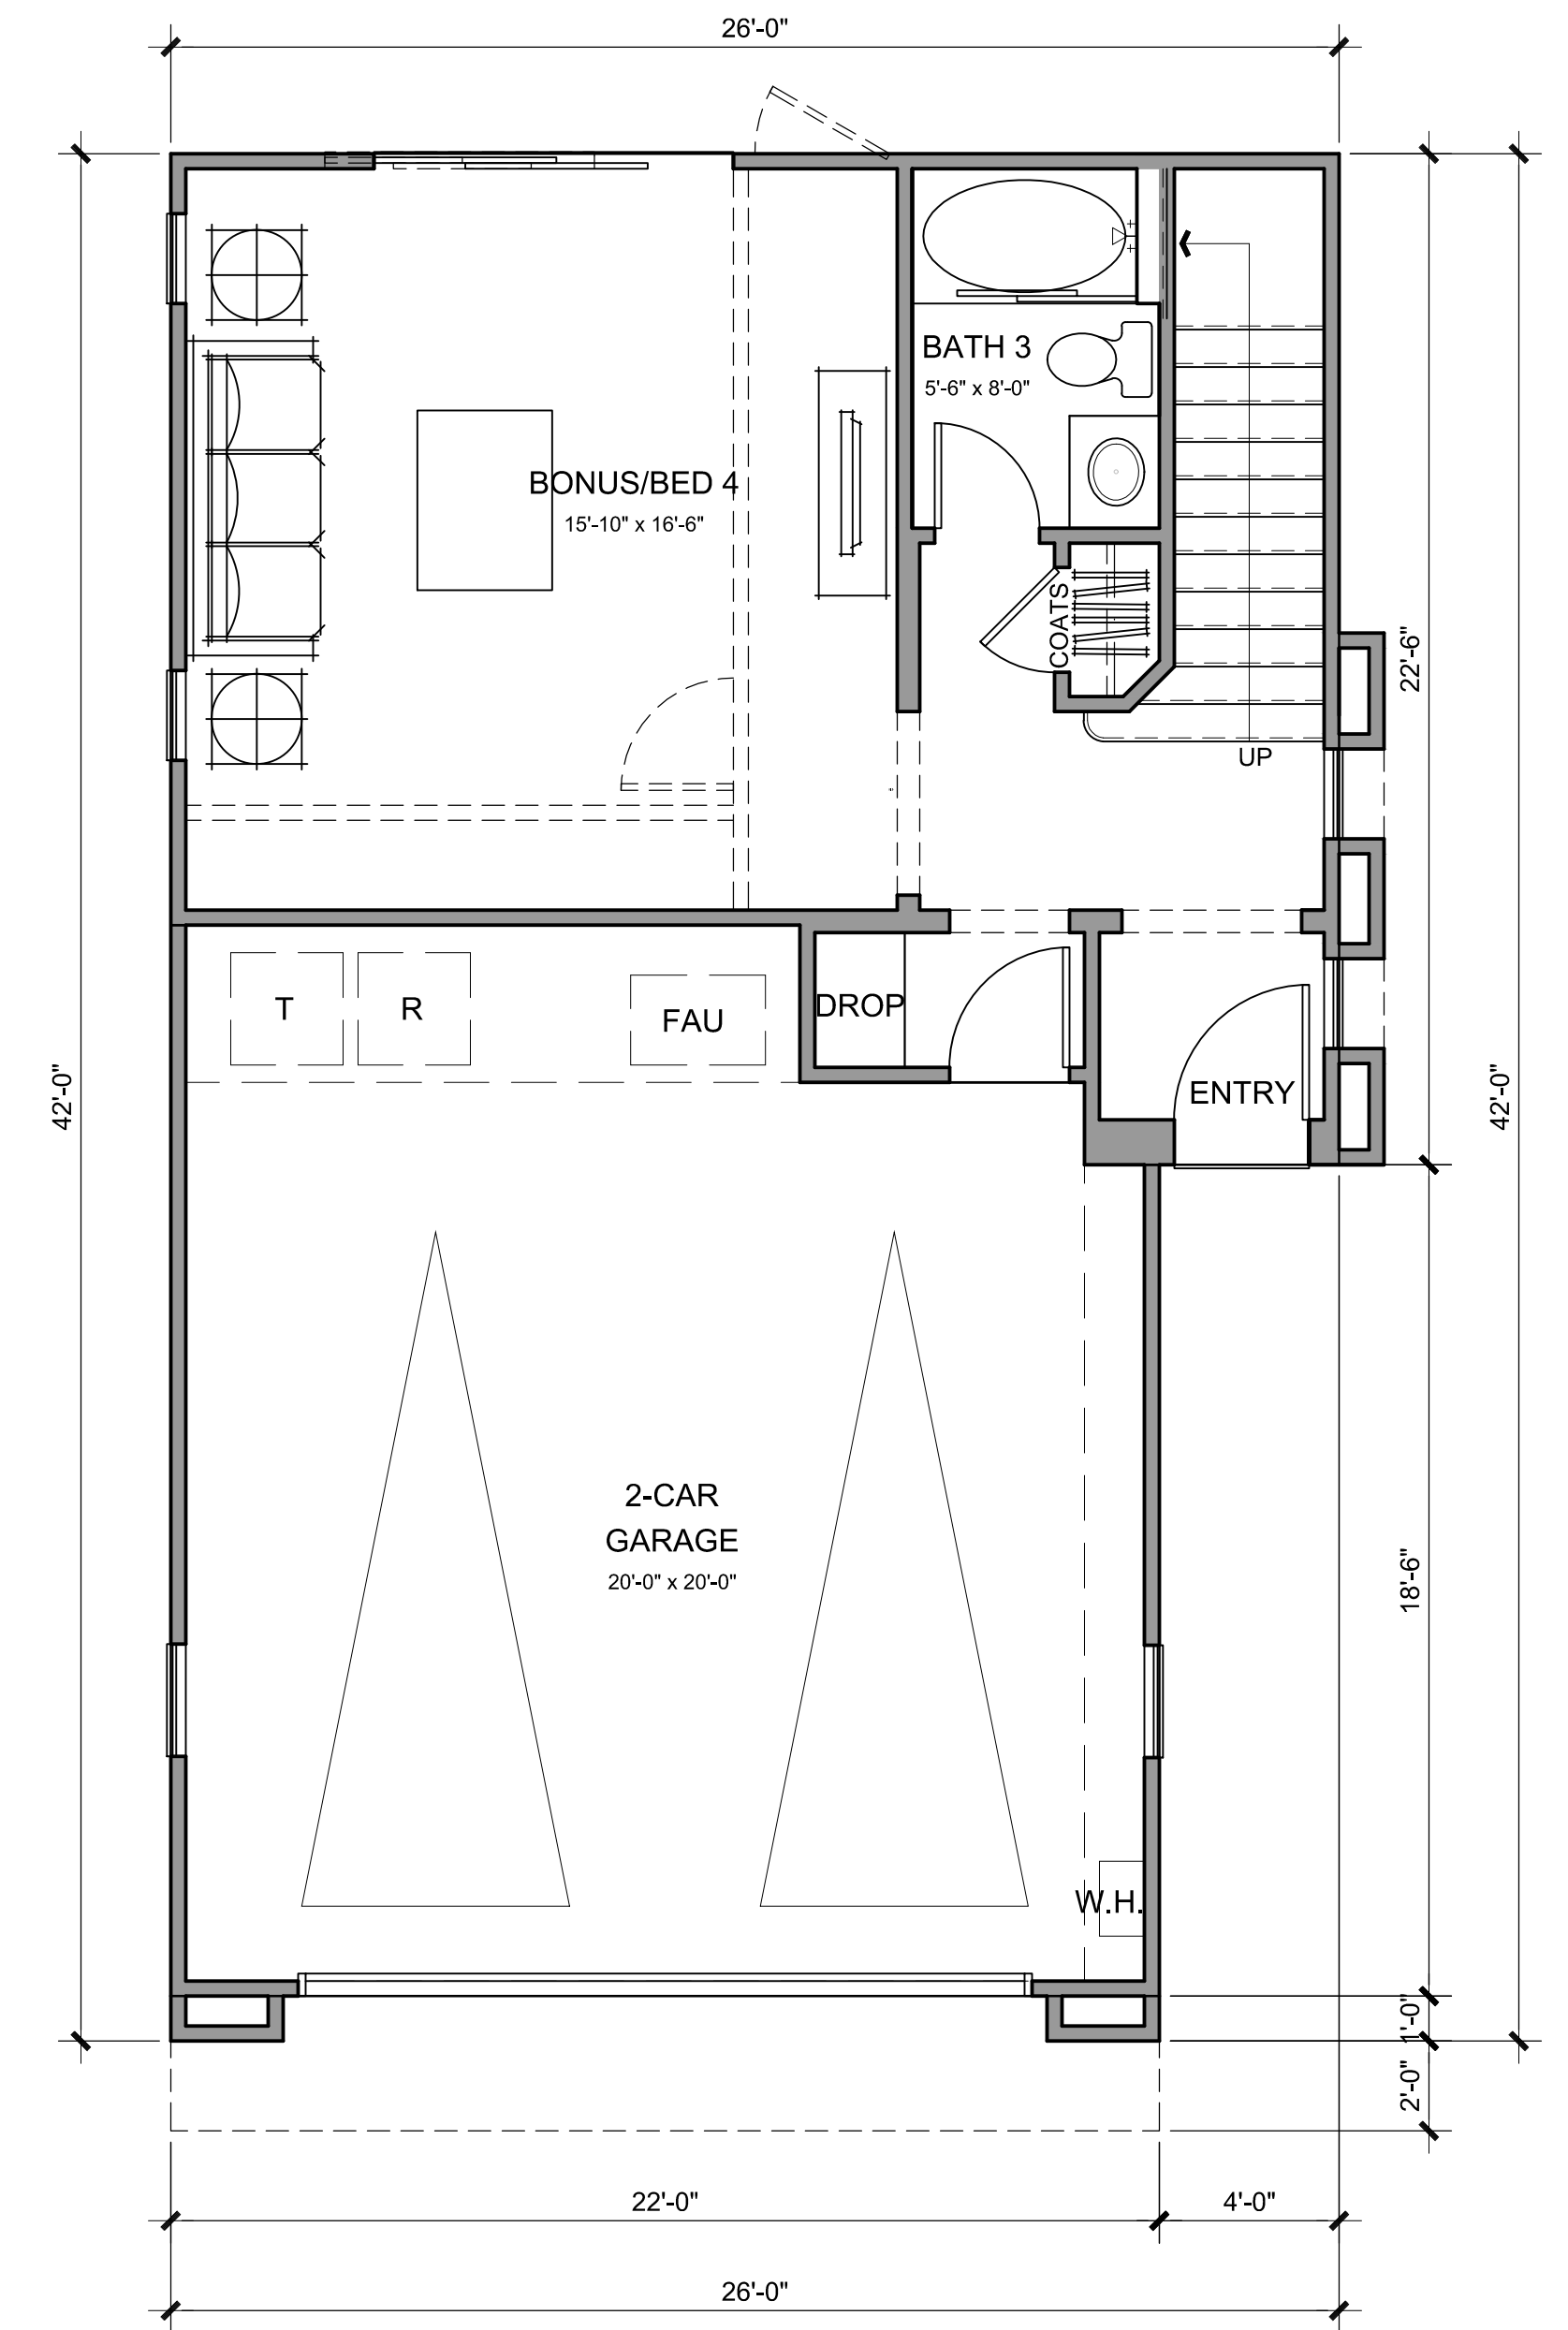 26'-0"
BATH 3
5'-6" x 8'-0"
BONUS/BED 4
15'-10" x 16'-6"
COATS
22'-6"
UP
T
R
FAU
DROP
ENTRY
42'-0"
42'-0"
2-CAR
GARAGE
20'-0" x 20'-0"
18'-6"
W.H.
1'-0"
2'-0"
22'-0"
4'-0"
26'-0"